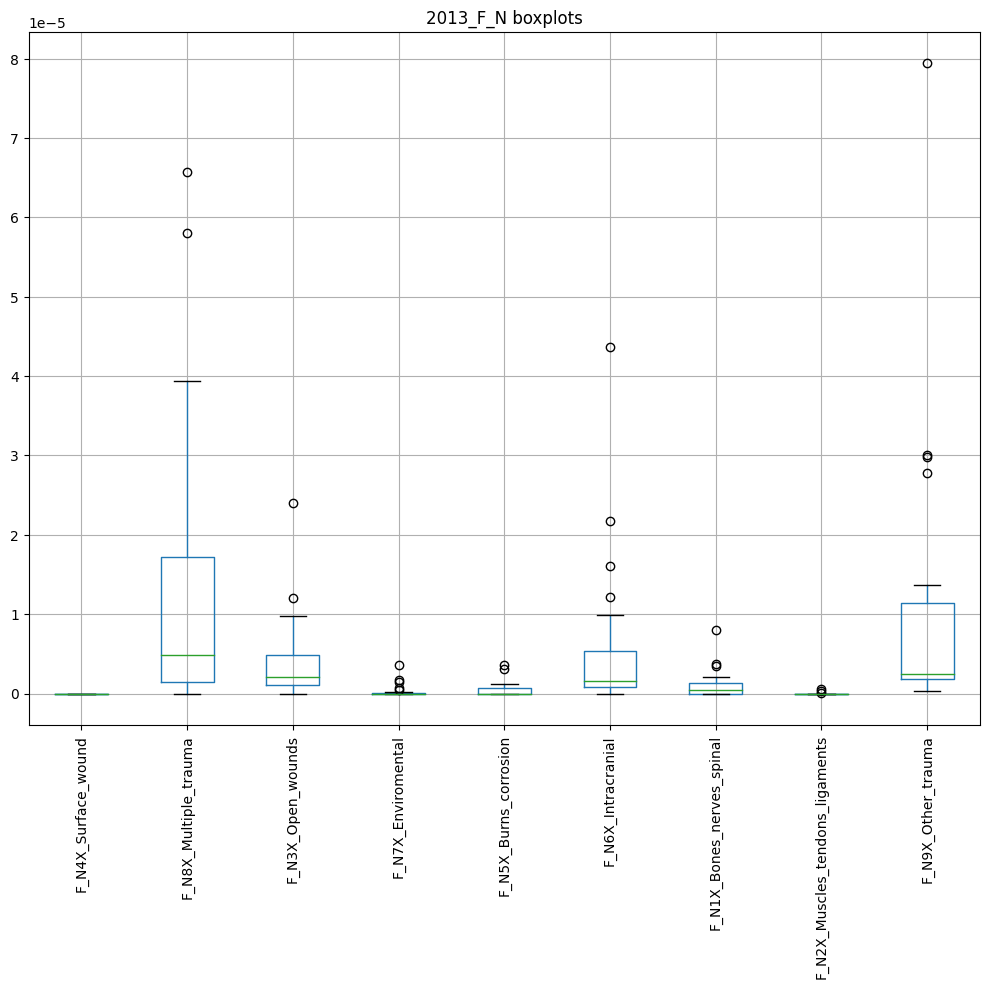 2013_F_N boxplots
1e−5
8
7
6
5
4
3
2
1
0
F_N4X_Surface_wound
F_N8X_Multiple_trauma
F_N3X_Open_wounds
F_N7X_Enviromental
F_N5X_Burns_corrosion
F_N6X_Intracranial
F_N1X_Bones_nerves_spinal
F_N2X_Muscles_tendons_ligaments
F_N9X_Other_trauma